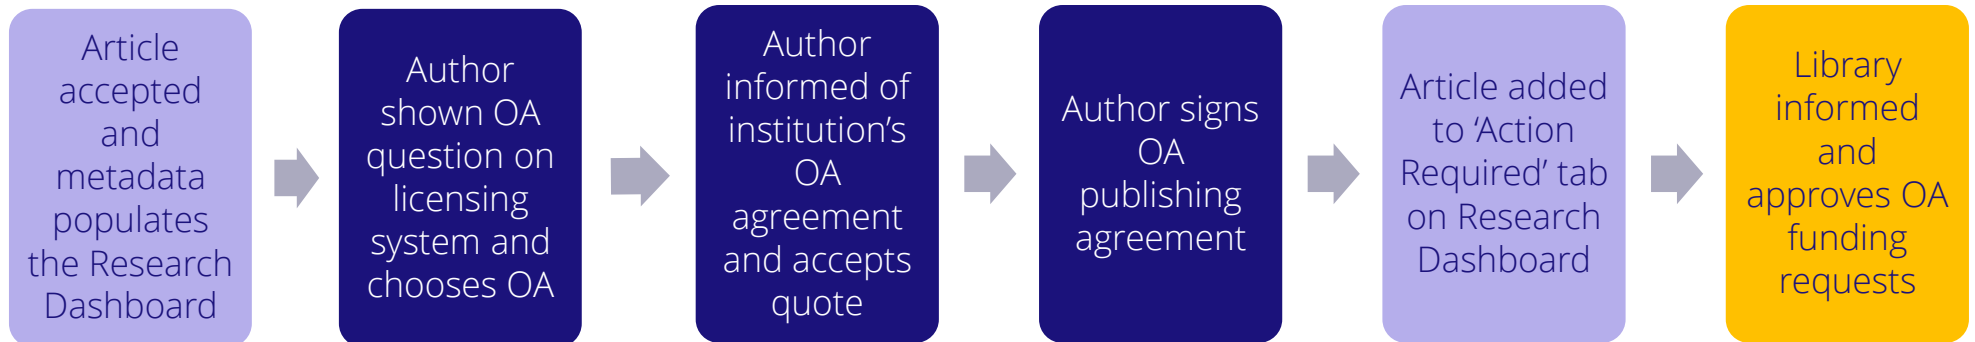 Article
accepted
and
metadata
populates
the Research
Dashboard
Author
shown OA
question on
licensing
system and
chooses OA
Author
informed of
institution’s
OA
agreement
and accepts
quote
Author signs
OA
publishing
agreement
Article added
to ‘Action
Required’ tab
on Research
Dashboard
Library
informed
and
approves OA
funding
requests